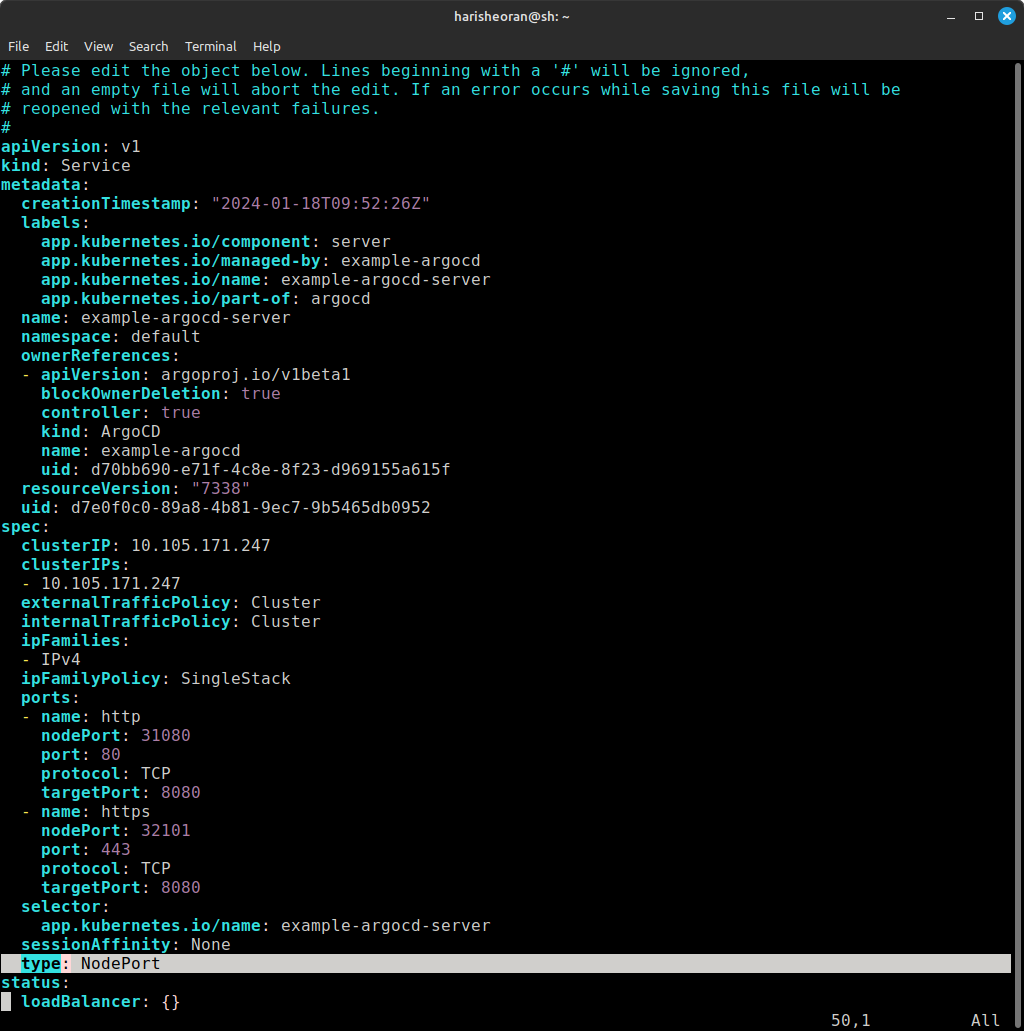 harisheoran@sh: ~
File Edit View Search Terminal Help
# Please edit the object below. Lines beginning with a '#' will be ignored,
# and an empty file will abort the edit. If an error occurs while saving this file will be
# reopened with the relevant failures.
#
apiVersion: v1
kind: Service
metadata:
  creationTimestamp: "2024-01-18T09:52:26Z"
  labels:
    app.kubernetes.io/component: server
    app.kubernetes.io/managed-by: example-argocd
    app.kubernetes.io/name: example-argocd-server
    app.kubernetes.io/part-of: argocd
  name: example-argocd-server
  namespace: default
  ownerReferences:
  - apiVersion: argoproj.io/v1beta1
    blockOwnerDeletion: true
    controller: true
    kind: ArgoCD
    name: example-argocd
    uid: d70bb690-e71f-4c8e-8f23-d969155a615f
  resourceVersion: "7338"
  uid: d7e0f0c0-89a8-4b81-9ec7-9b5465db0952
spec:
  clusterIP: 10.105.171.247
  clusterIPs:
  - 10.105.171.247
  externalTrafficPolicy: Cluster
  internalTrafficPolicy: Cluster
  ipFamilies:
  - IPv4
  ipFamilyPolicy: SingleStack
  ports:
  - name: http
    nodePort: 31080
    port: 80
    protocol: TCP
    targetPort: 8080
  - name: https
    nodePort: 32101
    port: 443
    protocol: TCP
    targetPort: 8080
  selector:
    app.kubernetes.io/name: example-argocd-server
  sessionAffinity: None
  type: NodePort
status:
  loadBalancer: {}
50,1 All